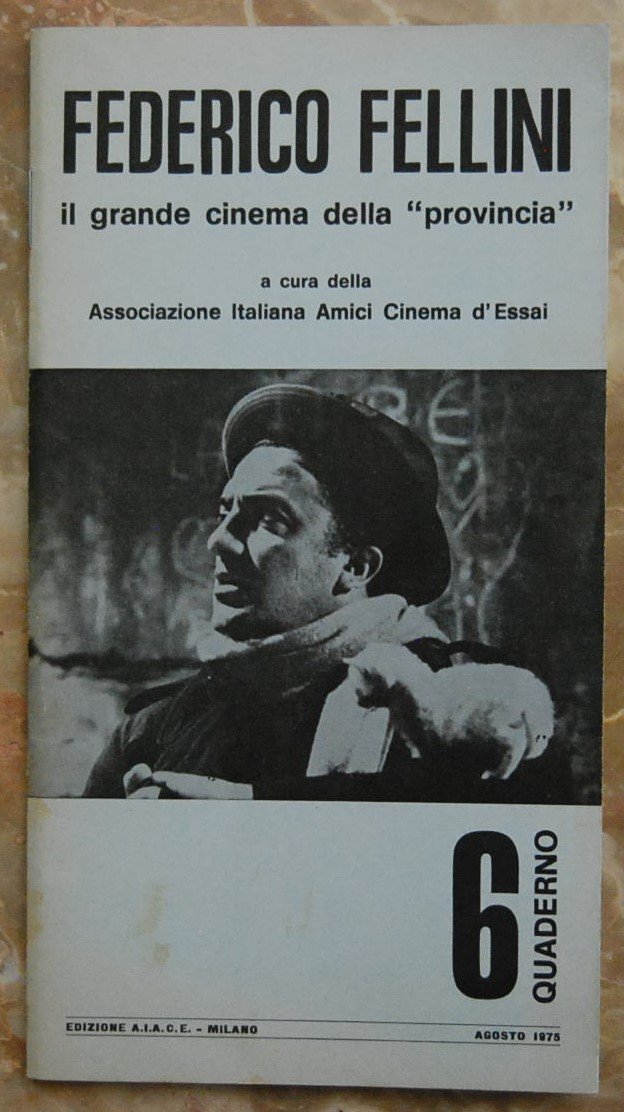 FEDERICO FELLINI
il grande cinema della "provincia"
a cura della
Associazione Italiana Amici Cinema d'Essai
6
QUADERNO
EDIZIONE A.I.A.C.E. - MILANO
AGOSTO 1975